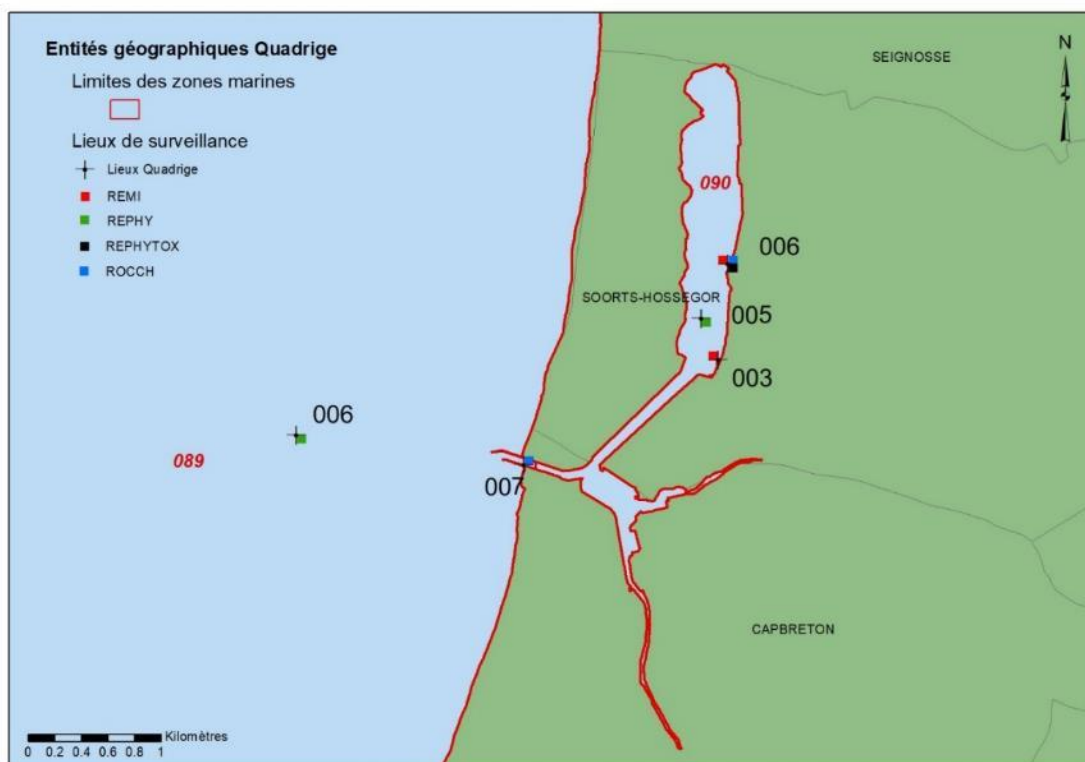 Entités géographiques Quadrige
Limites des zones marines
Lieux de surveillance
Lieux Quadrige
REMI
REPHY
REPHYTOX
ROCCH
SEIGNOSSE
N
090
006
SOORTS-HOSSEGOR
005
003
006
089
007
CAPBRETON
Kilomètres
0 0.2 0.4 0.6 0.8 1